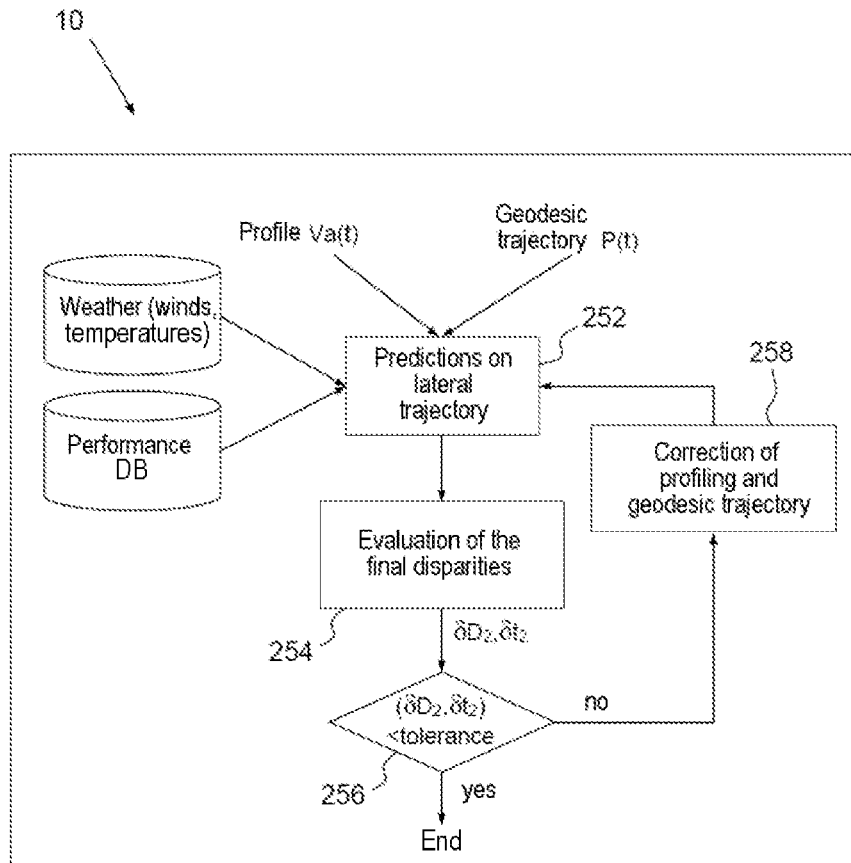 10
Profile Va(t)
Geodesic
trajectory P(t)
Weather (winds,
temperatures)
252
Predictions on
lateral
trajectory
258
Performance
DB
Correction of
profiling and
geodesic trajectory
Evaluation of the
final disparities
254
δD₂,δt₂
(δD₂,δt₂)
<tolerance
no
256
yes
End